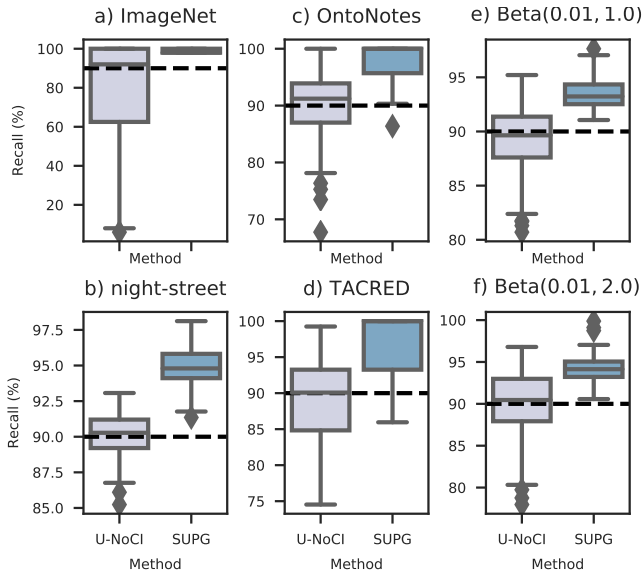 a) ImageNet
c) OntoNotes
e) Beta(0.01, 1.0)
Recall (%)
100
80
60
40
20
Method
100
90
80
70
Method
95
90
85
80
Method
b) night-street
d) TACRED
f) Beta(0.01, 2.0)
Recall (%)
97.5
95.0
92.5
90.0
87.5
85.0
U-NoCI SUPG
Method
100
95
90
85
80
75
U-NoCI SUPG
Method
100
95
90
85
80
U-NoCI SUPG
Method